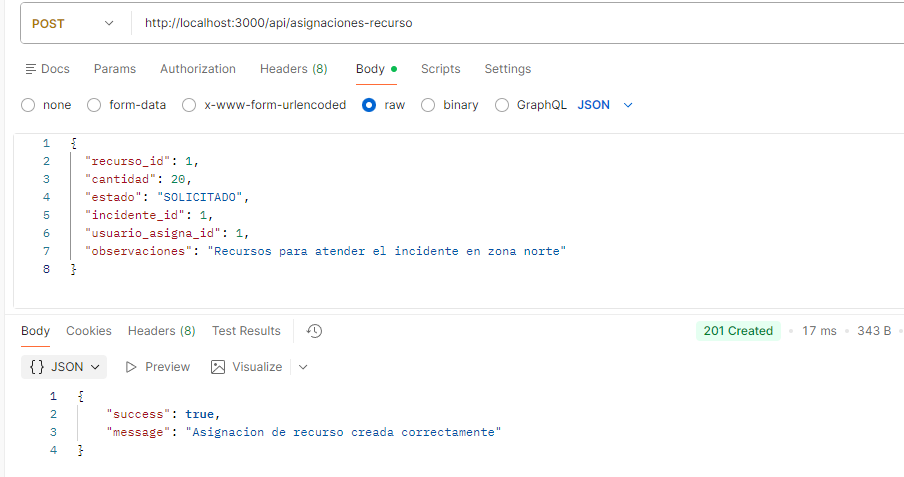 POST http://localhost:3000/api/asignaciones-recurso
Docs Params Authorization Headers (8) Body Scripts Settings
none form-data x-www-form-urlencoded raw binary GraphQL JSON
1 {
2 "recurso_id": 1,
3 "cantidad": 20,
4 "estado": "SOLICITADO",
5 "incidente_id": 1,
6 "usuario_asigna_id": 1,
7 "observaciones": "Recursos para atender el incidente en zona norte"
8 }
Body Cookies Headers (8) Test Results 201 Created • 17 ms • 343 B •
{} JSON Preview Visualize
1 {
2 "success": true,
3 "message": "Asignacion de recurso creada correctamente"
4 }